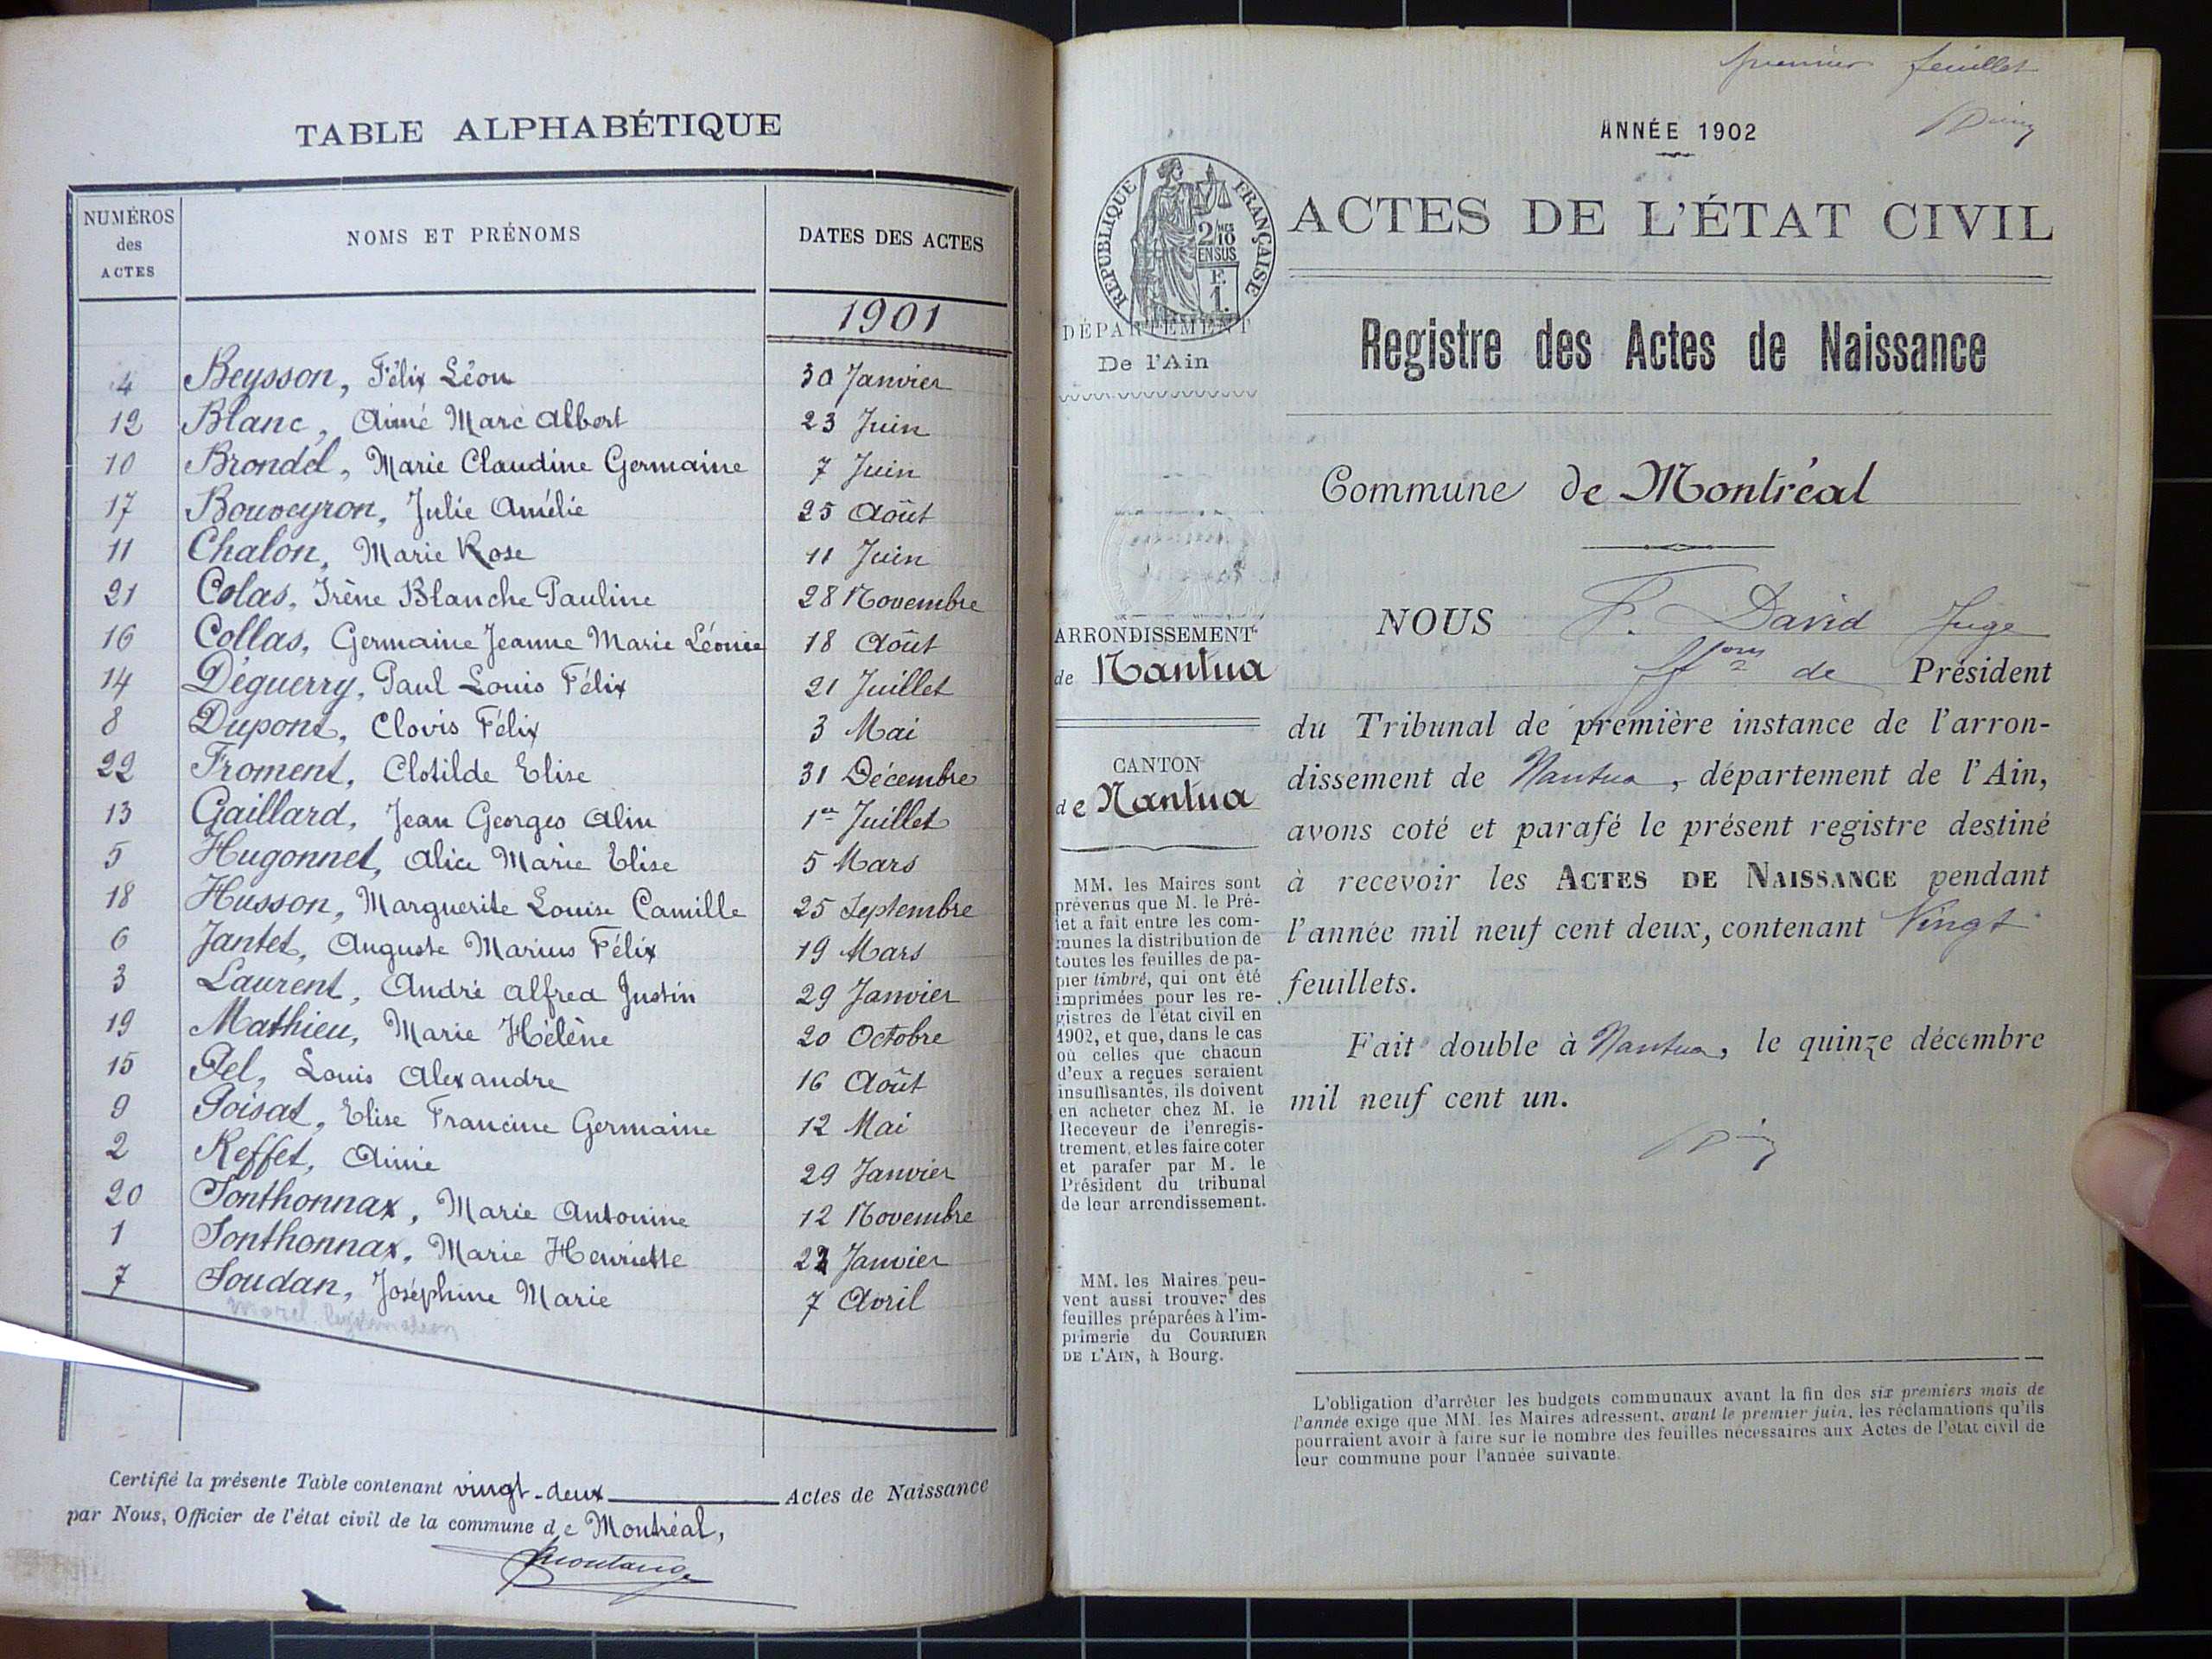 TABLE ALPHABÉTIQUE
NUMÉROS des ACTES NOMS ET PRÉNOMS DATES DES ACTES
1901
4 Beysson, Félix Léon 30 Janvier
12 Blanc, Aimé Marc Albert 23 Juin
10 Brondel, Marie Claudine Germaine 7 Juin
17 Bouveyron, Julie Amélie 25 Août
11 Chalon, Marie Rose 11 Juin
21 Colas, Irène Blanche Pauline 28 Novembre
16 Collas, Germaine Jeanne Marie Léonie 18 Août
14 Déguerry, Paul Louis Félix 21 Juillet
8 Dupont, Clovis Félix 3 Mai
22 Froment, Clotilde Elise 31 Décembre
13 Gaillard, Jean Georges Alin 1er Juillet
5 Hugonnet, Alice Marie Elise 5 Mars
18 Husson, Marguerite Louise Camille 25 Septembre
6 Jantet, Auguste Marius Félix 19 Mars
3 Laurent, André Alfred Justin 29 Janvier
19 Mathieu, Marie Hélène 20 Octobre
15 Pel, Louis Alexandre 16 Août
9 Poisat, Elise Francine Germaine 12 Mai
2 Reffet, Aimé 29 Janvier
20 Sonthonnax, Marie Antonine 12 Novembre
1 Sonthonnax, Marie Henriette 22 Janvier
7 Soudan, Joséphine Marie 7 Avril
Morel légitimation
Certifié la présente Table contenant vingt-deux Actes de Naissance
par Nous, Officier de l'état civil de la commune de Montréal,
premier feuillet
ANNÉE 1902
RÉPUBLIQUE FRANÇAISE
2/10 EN SUS
F. 1.
ACTES DE L'ÉTAT CIVIL
DÉPARTEMENT
De l'Ain
Registre des Actes de Naissance
Commune de Montréal
ARRONDISSEMENT
de Nantua
CANTON
de Nantua
MM. les Maires sont
prévenus que M. le Pré-
fet a fait entre les com-
munes la distribution de
toutes les feuilles de pa-
pier timbré, qui ont été
imprimées pour les re-
gistres de l'état civil en
1902, et que, dans le cas
où celles que chacun
d'eux a reçues seraient
insuffisantes, ils doivent
en acheter chez M. le
Receveur de l'enregis-
trement, et les faire coter
et parafer par M. le
Président du tribunal
de leur arrondissement.
MM. les Maires peu-
vent aussi trouver des
feuilles préparées à l'im-
primerie du COURRIER
DE L'AIN, à Bourg.
NOUS F. David Juge
ffons de Président
du Tribunal de première instance de l'arron-
dissement de Nantua, département de l'Ain,
avons coté et parafé le présent registre destiné
à recevoir les ACTES DE NAISSANCE pendant
l'année mil neuf cent deux, contenant Vingt
feuillets.
Fait double à Nantua, le quinze décembre
mil neuf cent un.
L'obligation d'arrêter les budgets communaux avant la fin des six premiers mois de
l'année exige que MM. les Maires adressent, avant le premier juin, les réclamations qu'ils
pourraient avoir à faire sur le nombre des feuilles nécessaires aux Actes de l'état civil de
leur commune pour l'année suivante.